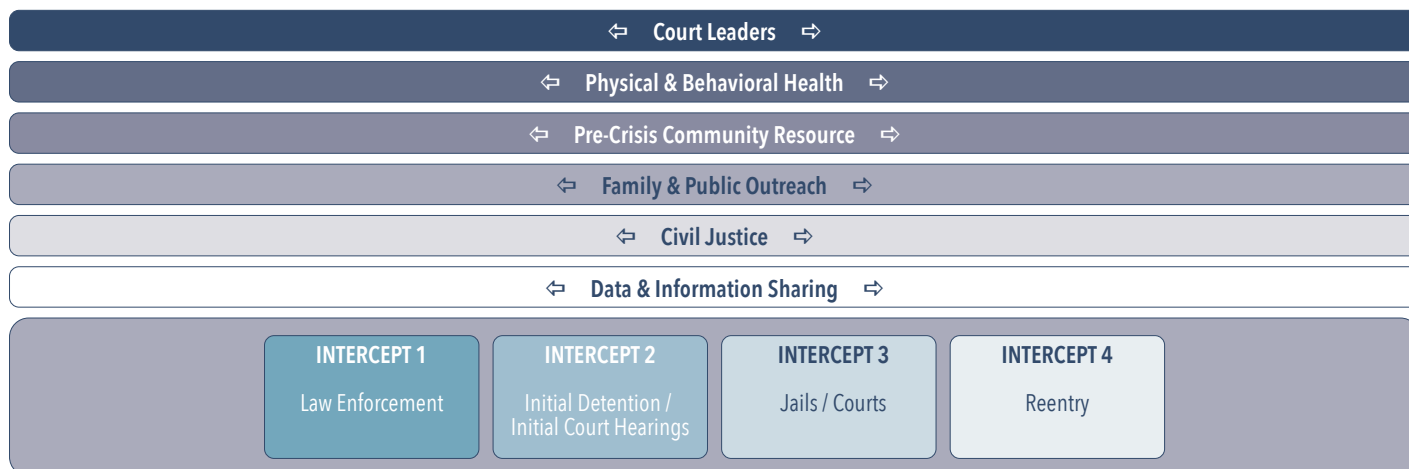 ⇦ Court Leaders ⇨
⇦ Physical & Behavioral Health ⇨
⇦ Pre-Crisis Community Resource ⇨
⇦ Family & Public Outreach ⇨
⇦ Civil Justice ⇨
⇦ Data & Information Sharing ⇨
INTERCEPT 1
Law Enforcement
INTERCEPT 2
Initial Detention /
Initial Court Hearings
INTERCEPT 3
Jails / Courts
INTERCEPT 4
Reentry